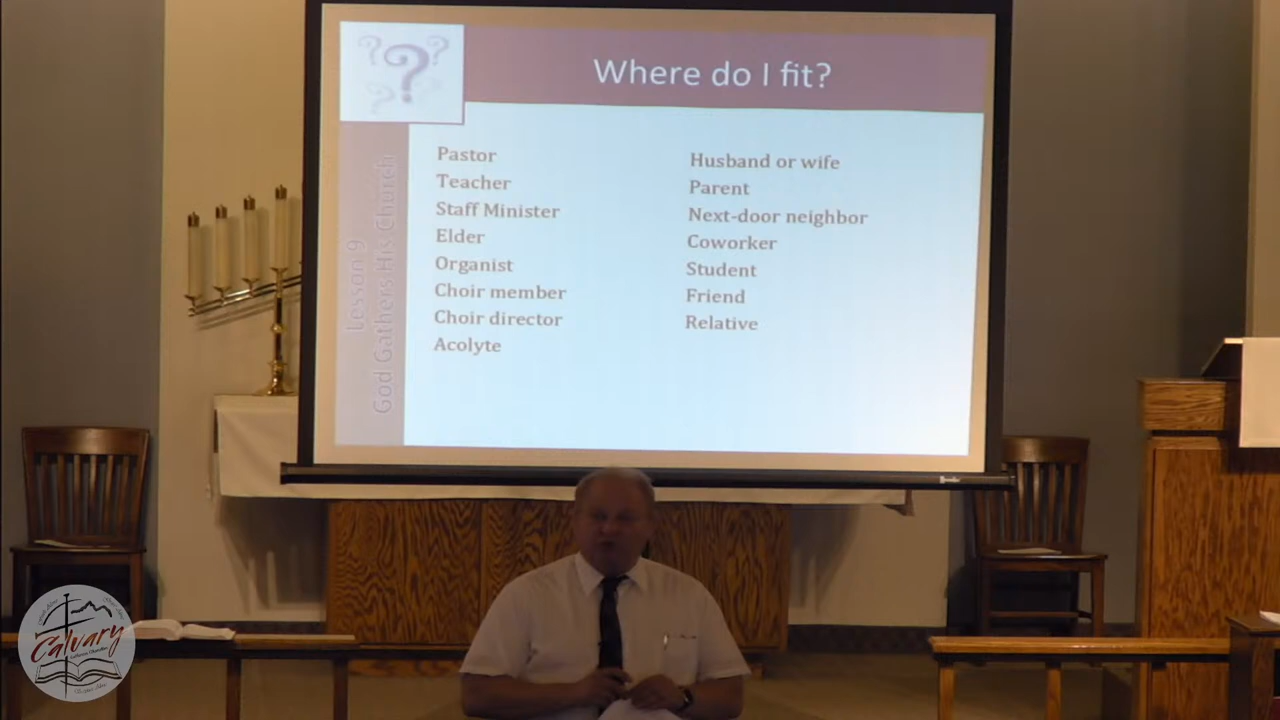 Where do I fit?
Lesson 9
God Gathers His Church
Pastor
Teacher
Staff Minister
Elder
Organist
Choir member
Choir director
Acolyte
Husband or wife
Parent
Next-door neighbor
Coworker
Student
Friend
Relative
Calvary